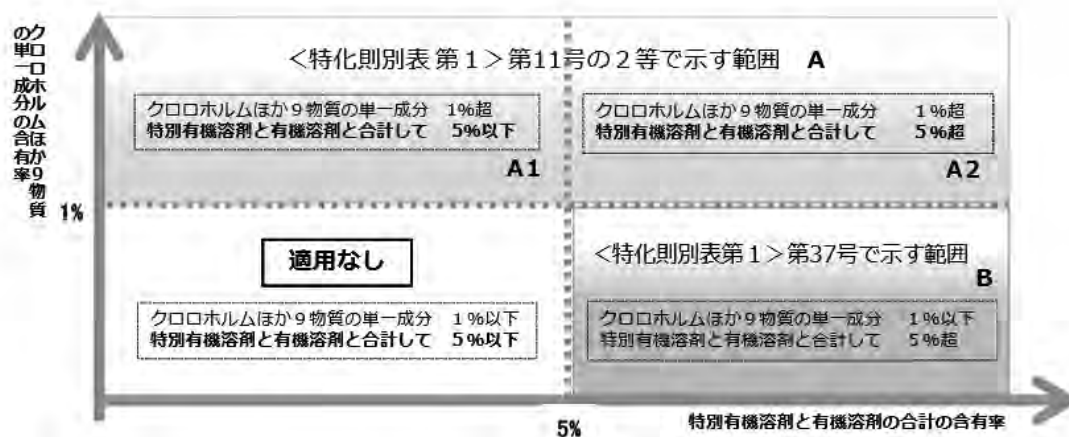 クロロホルムほか9物質
の単一成分の含有率
＜特化則別表第１＞第11号の２等で示す範囲 A
クロロホルムほか９物質の単一成分 1%超
特別有機溶剤と有機溶剤と合計して 5%以下
A1
クロロホルムほか９物質の単一成分 １%超
特別有機溶剤と有機溶剤と合計して ５%超
A2
1%
適用なし
クロロホルムほか９物質の単一成分 １%以下
特別有機溶剤と有機溶剤と合計して ５%以下
＜特化則別表第１＞第37号で示す範囲
B
クロロホルムほか９物質の単一成分 １%以下
特別有機溶剤と有機溶剤と合計して ５%超
5%
特別有機溶剤と有機溶剤の合計の含有率